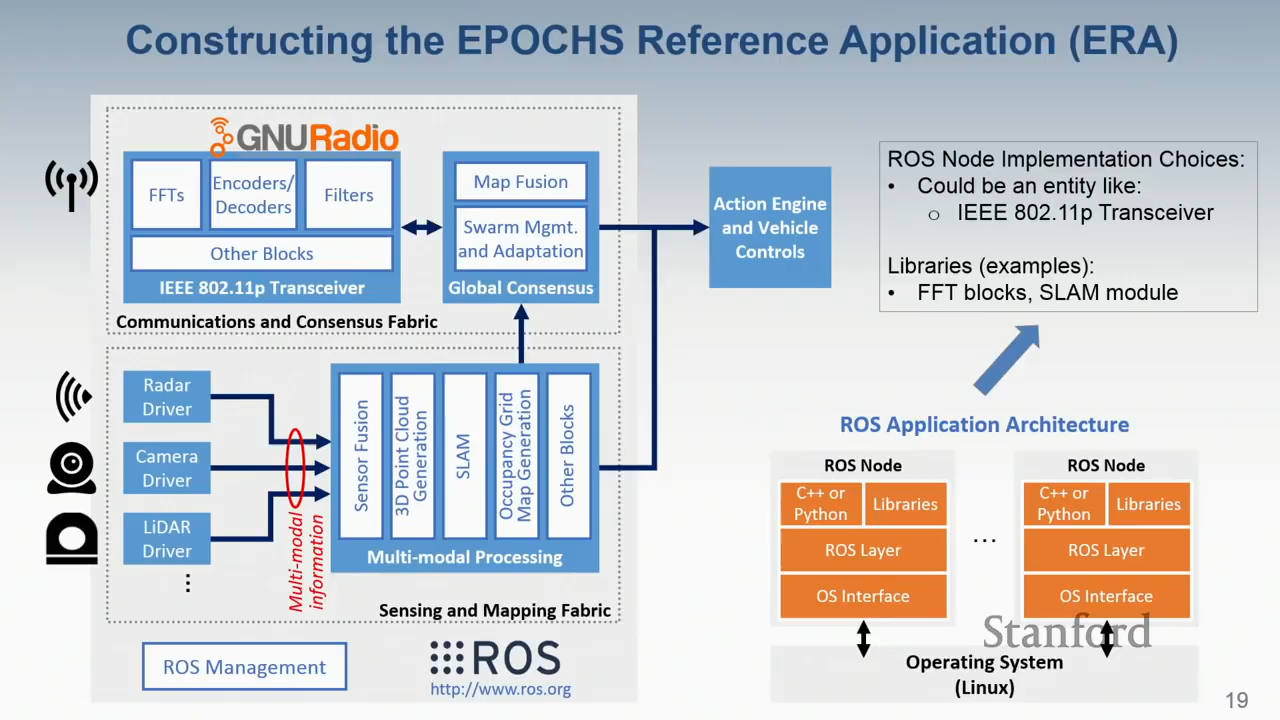 Constructing the EPOCHS Reference Application (ERA)
GNURadio
FFTs
Encoders/
Decoders
Filters
Other Blocks
IEEE 802.11p Transceiver
Map Fusion
Swarm Mgmt.
and Adaptation
Global Consensus
Communications and Consensus Fabric
Action Engine
and Vehicle
Controls
Radar
Driver
Camera
Driver
LiDAR
Driver
⋮
Multi-modal
information
Sensor Fusion
3D Point Cloud
Generation
SLAM
Occupancy Grid
Map Generation
Other Blocks
Multi-modal Processing
Sensing and Mapping Fabric
ROS Management
ROS
http://www.ros.org
ROS Node Implementation Choices:
• Could be an entity like:
o IEEE 802.11p Transceiver
Libraries (examples):
• FFT blocks, SLAM module
ROS Application Architecture
ROS Node
C++ or
Python
Libraries
ROS Layer
OS Interface
...
ROS Node
C++ or
Python
Libraries
ROS Layer
OS Interface
Stanford
Operating System
(Linux)
19